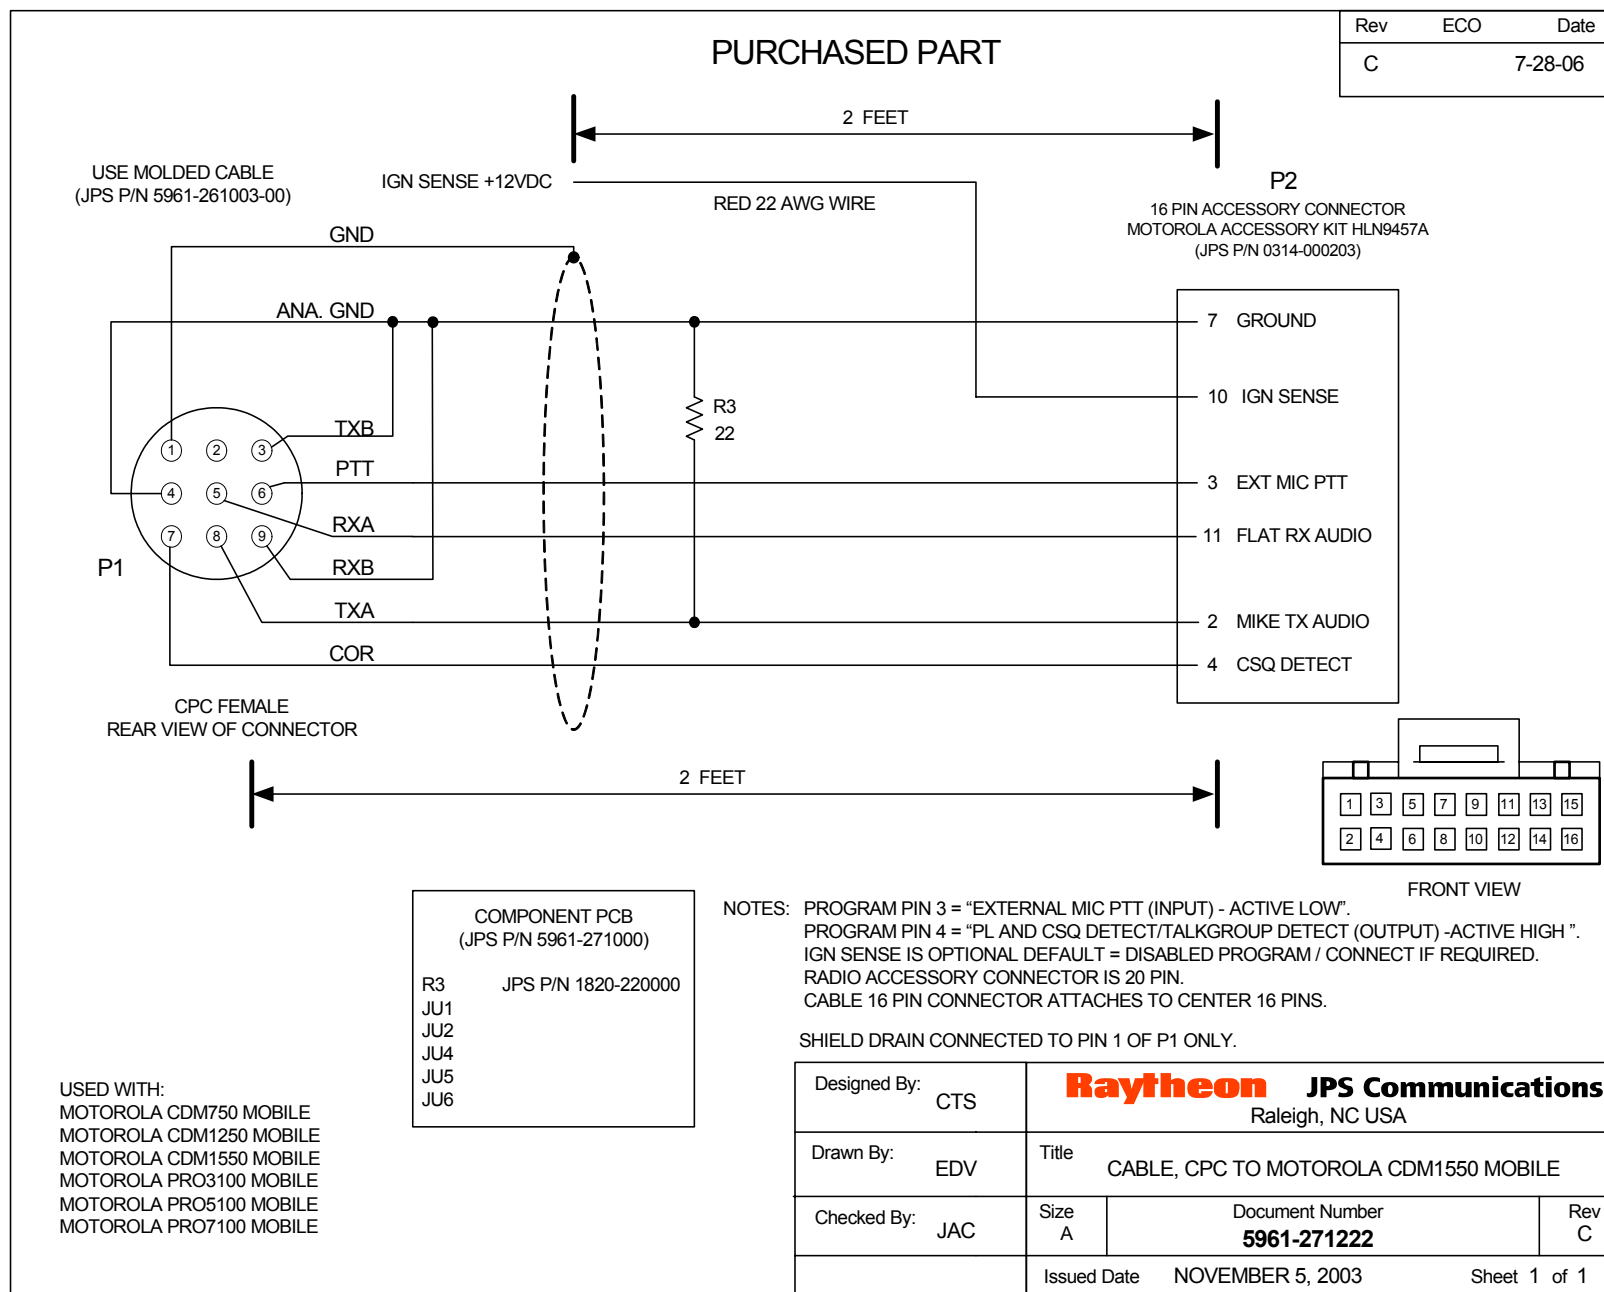 PURCHASED PART
Rev ECO Date
C 7-28-06
2 FEET
USE MOLDED CABLE
(JPS P/N 5961-261003-00)
IGN SENSE +12VDC
RED 22 AWG WIRE
P2
16 PIN ACCESSORY CONNECTOR
MOTOROLA ACCESSORY KIT HLN9457A
(JPS P/N 0314-000203)
GND
ANA. GND
7 GROUND
10 IGN SENSE
R3
22
TXB
1 2 3
PTT
3 EXT MIC PTT
4 5 6
RXA
11 FLAT RX AUDIO
7 8 9
P1
RXB
TXA
2 MIKE TX AUDIO
COR
4 CSQ DETECT
CPC FEMALE
REAR VIEW OF CONNECTOR
2 FEET
1 3 5 7 9 11 13 15
2 4 6 8 10 12 14 16
FRONT VIEW
COMPONENT PCB
(JPS P/N 5961-271000)
R3 JPS P/N 1820-220000
JU1
JU2
JU4
JU5
JU6
NOTES: PROGRAM PIN 3 = “EXTERNAL MIC PTT (INPUT) - ACTIVE LOW”.
PROGRAM PIN 4 = “PL AND CSQ DETECT/TALKGROUP DETECT (OUTPUT) -ACTIVE HIGH ”.
IGN SENSE IS OPTIONAL DEFAULT = DISABLED PROGRAM / CONNECT IF REQUIRED.
RADIO ACCESSORY CONNECTOR IS 20 PIN.
CABLE 16 PIN CONNECTOR ATTACHES TO CENTER 16 PINS.
SHIELD DRAIN CONNECTED TO PIN 1 OF P1 ONLY.
USED WITH:
MOTOROLA CDM750 MOBILE
MOTOROLA CDM1250 MOBILE
MOTOROLA CDM1550 MOBILE
MOTOROLA PRO3100 MOBILE
MOTOROLA PRO5100 MOBILE
MOTOROLA PRO7100 MOBILE
Designed By: CTS
Raytheon JPS Communications
Raleigh, NC USA
Drawn By: EDV
Title CABLE, CPC TO MOTOROLA CDM1550 MOBILE
Checked By: JAC
Size A
Document Number
5961-271222
Rev C
Issued Date NOVEMBER 5, 2003 Sheet 1 of 1